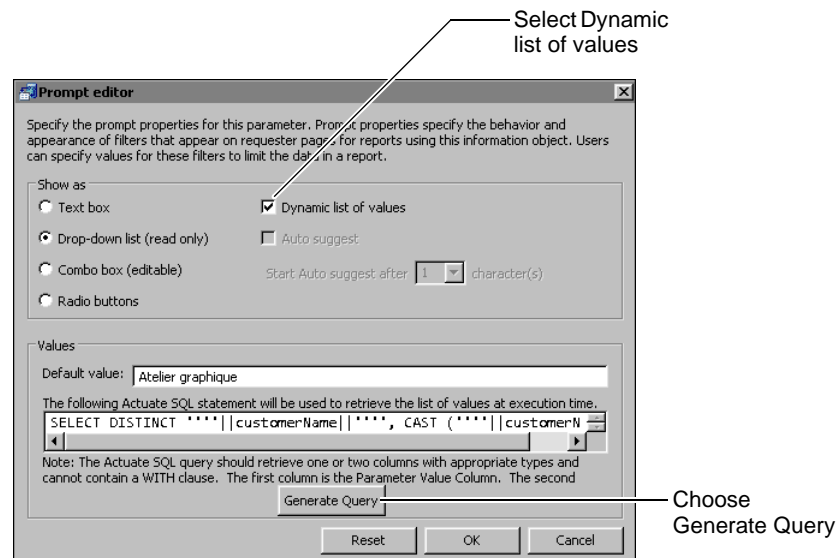 Select Dynamic
list of values
Prompt editor
Specify the prompt properties for this parameter. Prompt properties specify the behavior and
appearance of filters that appear on requester pages for reports using this information object. Users
can specify values for these filters to limit the data in a report.
Show as
Text box
Dynamic list of values
Drop-down list (read only)
Auto suggest
Combo box (editable)
Start Auto suggest after 1 character(s)
Radio buttons
Values
Default value: Atelier graphique
The following Actuate SQL statement will be used to retrieve the list of values at execution time.
SELECT DISTINCT ''''||customerName||'''', CAST (''''||customerN
Note: The Actuate SQL query should retrieve one or two columns with appropriate types and
cannot contain a WITH clause. The first column is the Parameter Value Column. The second
Generate Query
Choose
Generate Query
Reset OK Cancel